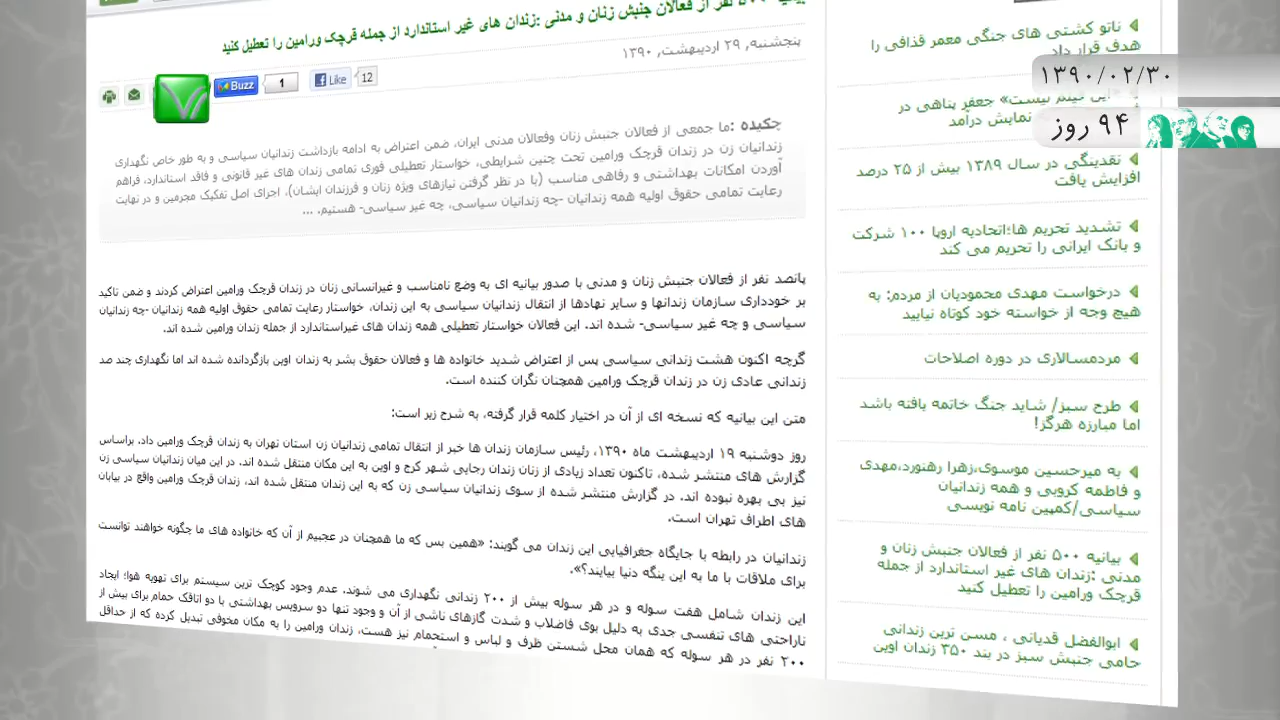 ۵۰۰ نفر از فعالان جنبش زنان و مدنی :زندان های غیر استاندارد از جمله قرچک ورامین را تعطیل کنید
پنجشنبه, ۲۹ اردیبهشت, ۱۳۹۰
Buzz
1
Like
12
چکیده :ما جمعی از فعالان جنبش زنان وفعالان مدنی ایران، ضمن اعتراض به ادامه بازداشت زندانیان سیاسی و به طور خاص نگهداری
زندانیان زن در زندان قرچک ورامین تحت چنین شرایطی، خواستار تعطیلی فوری تمامی زندان های غیر قانونی و فاقد استاندارد، فراهم
آوردن امکانات بهداشتی و رفاهی مناسب (با در نظر گرفتن نیازهای ویژه زنان و فرزندان ایشان)، اجرای اصل تفکیک مجرمین و در نهایت
رعایت تمامی حقوق اولیه همه زندانیان -چه زندانیان سیاسی، چه غیر سیاسی- هستیم. ...
پانصد نفر از فعالان جنبش زنان و مدنی با صدور بیانیه ای به وضع نامناسب و غیرانسانی زنان در زندان قرچک ورامین اعتراض کردند و ضمن تاکید
بر خودداری سازمان زندانها و سایر نهادها از انتقال زندانیان سیاسی به این زندان، خواستار رعایت تمامی حقوق اولیه همه زندانیان -چه زندانیان
سیاسی و چه غیر سیاسی- شده اند. این فعالان خواستار تعطیلی همه زندان های غیراستاندارد از جمله زندان ورامین شده اند.
گرچه اکنون هشت زندانی سیاسی پس از اعتراض شدید خانواده ها و فعالان حقوق بشر به زندان اوین بازگردانده شده اند اما نگهداری چند صد
زندانی عادی زن در زندان قرچک ورامین همچنان نگران کننده است.
متن این بیانیه که نسخه ای از آن در اختیار کلمه قرار گرفته، به شرح زیر است:
روز دوشنبه ۱۹ اردیبهشت ماه ۱۳۹۰، رئیس سازمان زندان ها خبر از انتقال تمامی زندانیان زن استان تهران به زندان قرچک ورامین داد. براساس
گزارش های منتشر شده، تاکنون تعداد زیادی از زنان زندان رجایی شهر کرج و اوین به این مکان منتقل شده اند. در این میان زندانیان سیاسی زن
نیز بی بهره نبوده اند. در گزارش منتشر شده از سوی زندانیان سیاسی زن که به این زندان منتقل شده اند، زندان قرچک ورامین واقع در بیابان
های اطراف تهران است.
زندانیان در رابطه با جایگاه جغرافیایی این زندان می گویند: «همین بس که ما همچنان در عجبیم از آن که خانواده های ما چگونه خواهند توانست
برای ملاقات با ما به این ینگه دنیا بیایند؟».
این زندان شامل هفت سوله و در هر سوله بیش از ۲۰۰ زندانی نگهداری می شوند. عدم وجود کوچک ترین سیستم برای تهویه هوا؛ ایجاد
ناراحتی های تنفسی جدی به دلیل بوی فاضلاب و شدت گازهای ناشی از آن و وجود تنها دو سرویس بهداشتی با دو اتاقک حمام برای بیش از
۲۰۰ نفر در هر سوله که همان محل شستن ظرف و لباس و استحمام نیز هست، زندان ورامین را به مکان مخوفی تبدیل کرده که از حداقل
ناتو کشتی های جنگی معمر قذافی را
هدف قرار داد
۱۳۹۰/۰۲/۳۰
فیلم نیست» جعفر پناهی در
نمایش درآمد
۹۴ روز
نقدینگی در سال ۱۳۸۹ بیش از ۲۵ درصد
افزایش یافت
تشدید تحریم ها؛اتحادیه اروپا ۱۰۰ شرکت
و بانک ایرانی را تحریم می کند
درخواست مهدی محمودیان از مردم: به
هیچ وجه از خواسته خود کوتاه نیایید
مردمسالاری در دوره اصلاحات
طرح سبز/ شاید جنگ خاتمه یافته باشد
اما مبارزه هرگز!
به میرحسین موسوی،زهرا رهنورد،مهدی
و فاطمه کروبی و همه زندانیان
سیاسی/کمپین نامه نویسی
بیانیه ۵۰۰ نفر از فعالان جنبش زنان و
مدنی :زندان های غیر استاندارد از جمله
قرچک ورامین را تعطیل کنید
ابوالفضل قدیانی ، مسن ترین زندانی
حامی جنبش سبز در بند ۳۵۰ زندان اوین